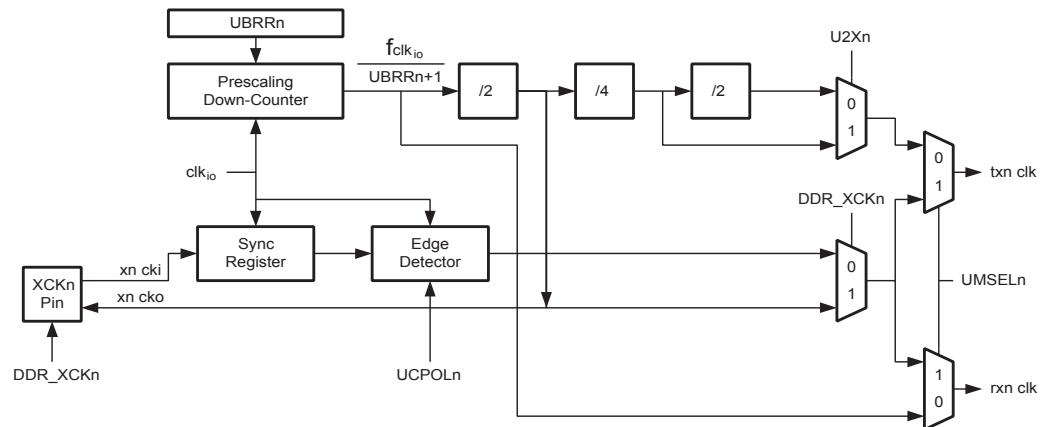 UBRRn
U2Xn
fclkio
UBRRn+1
Prescaling
Down-Counter
/2
/4
/2
0
1
clkio
0
1
txn clk
DDR_XCKn
Sync
Register
Edge
Detector
0
1
xn cki
XCKn
Pin
xn cko
UMSELn
DDR_XCKn
UCPOLn
1
0
rxn clk